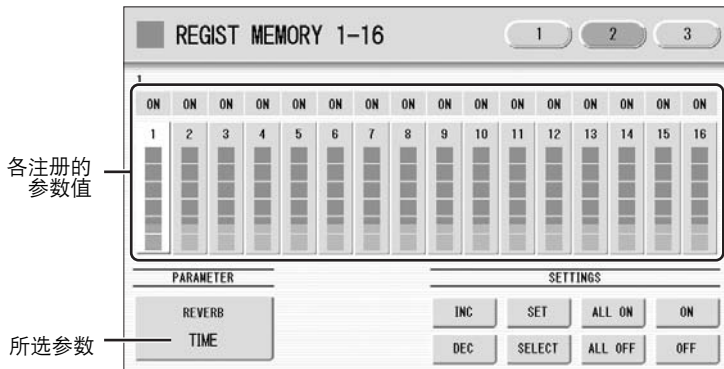 REGIST MEMORY 1-16 1 2 3
1
ON ON ON ON ON ON ON ON ON ON ON ON ON ON ON ON
1 2 3 4 5 6 7 8 9 10 11 12 13 14 15 16
各注册的
参数值
PARAMETER SETTINGS
REVERB
TIME
INC SET ALL ON ON
DEC SELECT ALL OFF OFF
所选参数